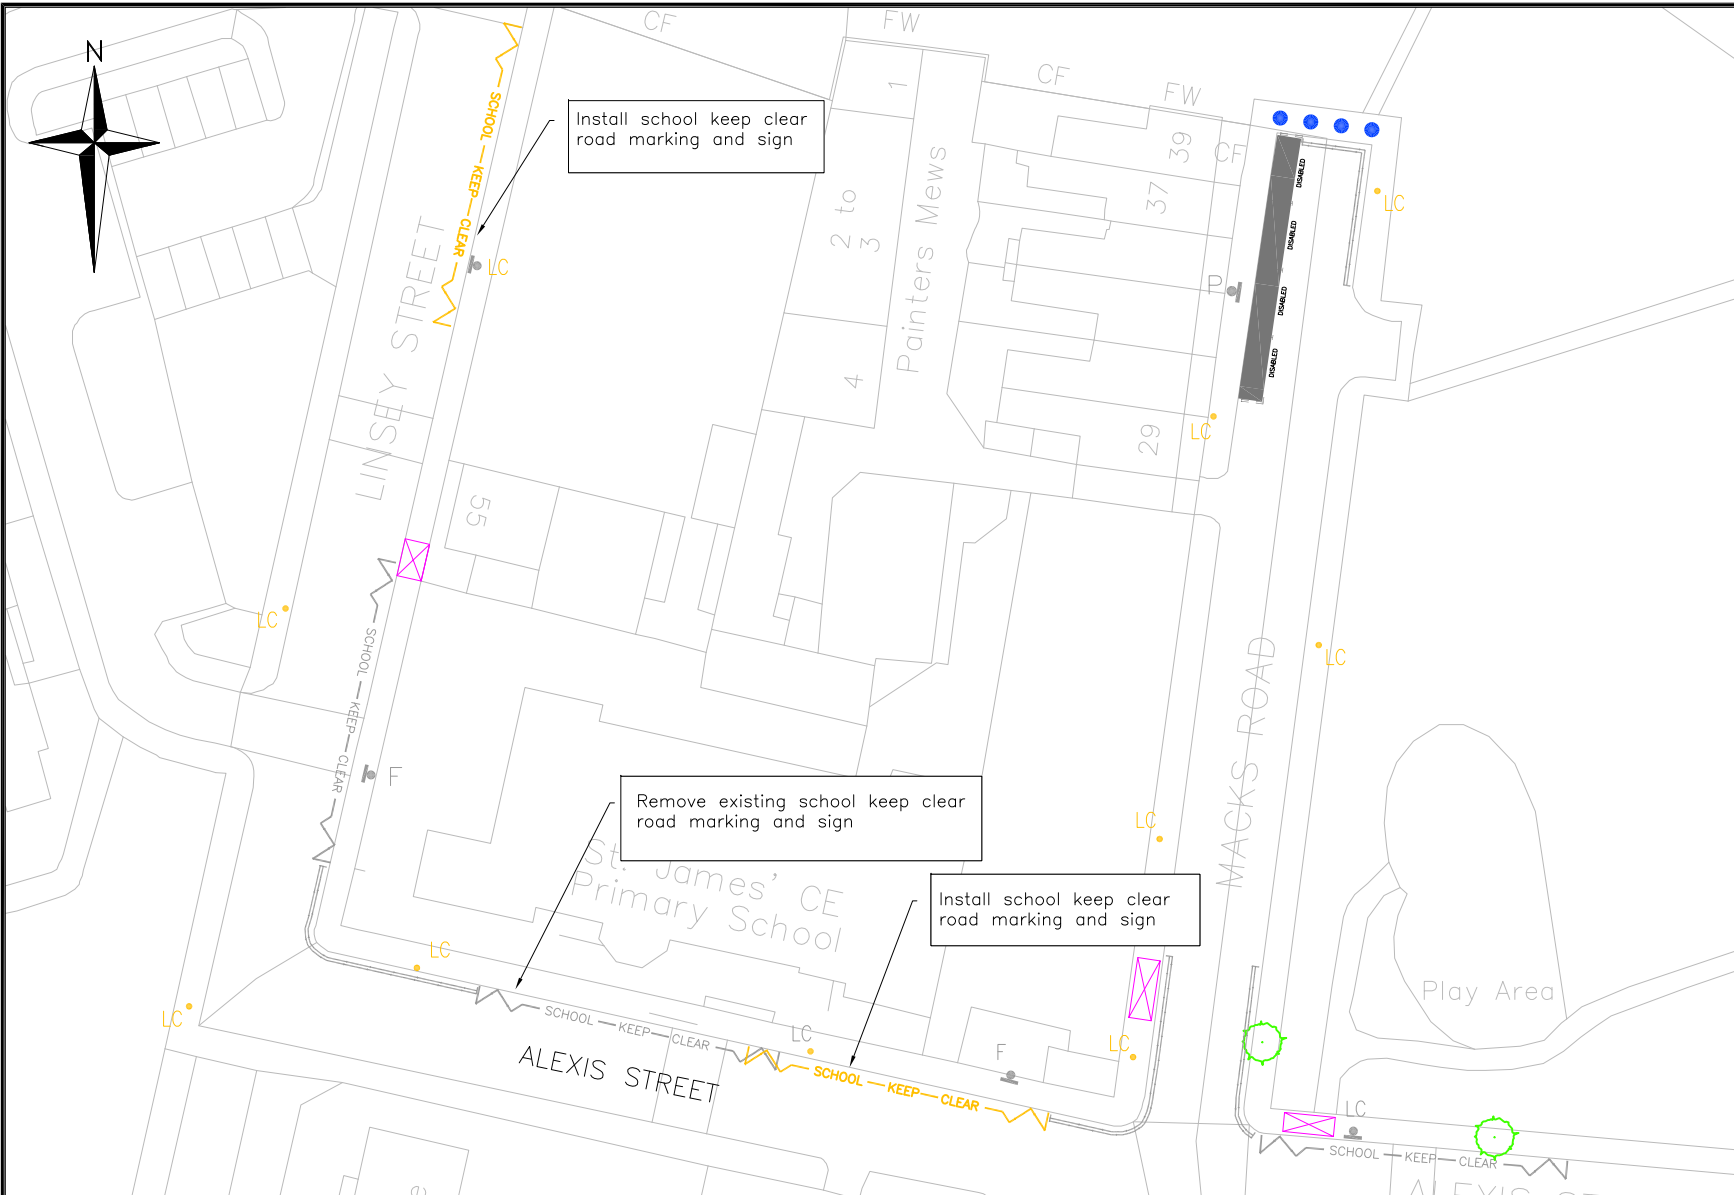 N
CF
FW
CF
FW
Install school keep clear
road marking and sign
SCHOOL KEEP CLEAR
LC
LINSEY STREET
1
2 to
3
4
Painters Mews
39
CF
37
29
P
DISABLED
DISABLED
DISABLED
DISABLED
LC
LC
55
LC
SCHOOL KEEP CLEAR
F
LC
MACKS ROAD
LC
Remove existing school keep clear
road marking and sign
St. James' CE
Primary School
Install school keep clear
road marking and sign
LC
LC
Play Area
SCHOOL KEEP CLEAR
LC
F
LC
ALEXIS STREET
SCHOOL KEEP CLEAR
LC
SCHOOL KEEP CLEAR
e